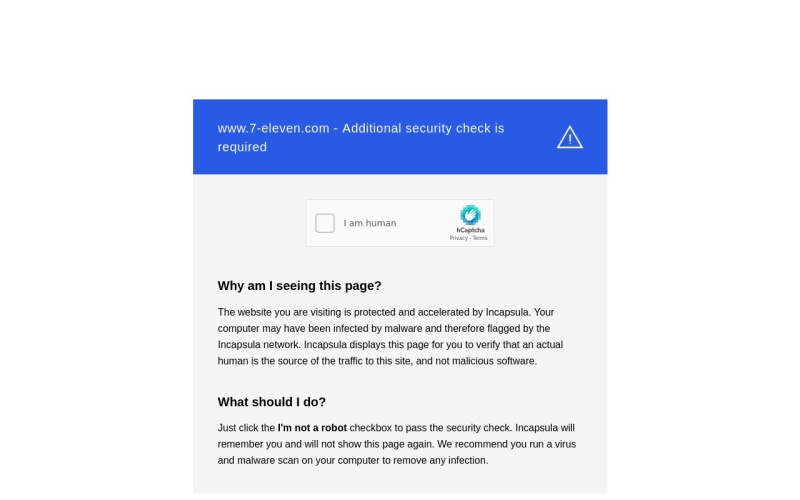 www.7-eleven.com - Additional security check is
required
I am human
hCaptcha
Privacy - Terms
Why am I seeing this page?
The website you are visiting is protected and accelerated by Incapsula. Your
computer may have been infected by malware and therefore flagged by the
Incapsula network. Incapsula displays this page for you to verify that an actual
human is the source of the traffic to this site, and not malicious software.
What should I do?
Just click the I'm not a robot checkbox to pass the security check. Incapsula will
remember you and will not show this page again. We recommend you run a virus
and malware scan on your computer to remove any infection.